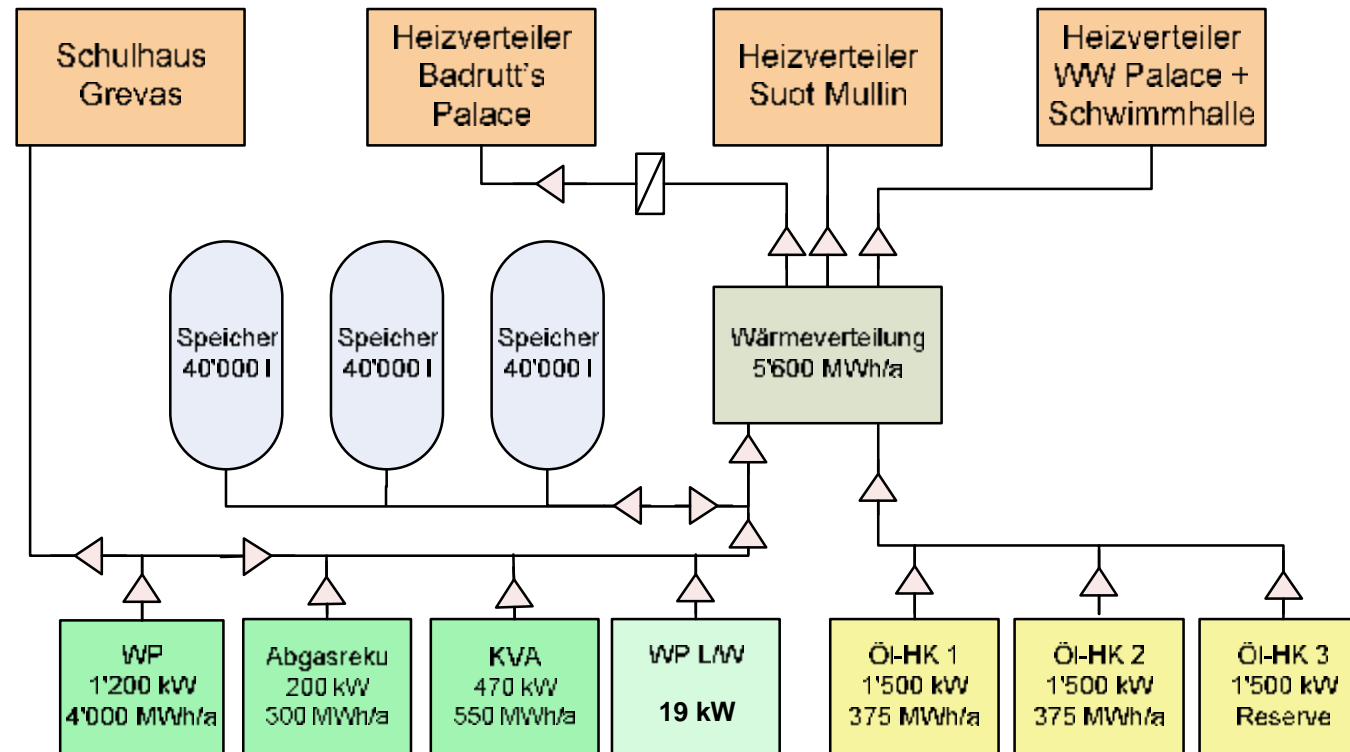 Schulhaus
Grevas
Heizverteiler
Badrutt's
Palace
Heizverteiler
Suot Mullin
Heizverteiler
WW Palace +
Schwimmhalle
Speicher
40'000 l
Speicher
40'000 l
Speicher
40'000 l
Wärmeverteilung
5'600 MWh/a
WP
1'200 kW
4'000 MWh/a
Abgasreku
200 kW
300 MWh/a
KVA
470 kW
550 MWh/a
WP L/W
19 kW
Öl-HK 1
1'500 kW
375 MWh/a
Öl-HK 2
1'500 kW
375 MWh/a
Öl-HK 3
1'500 kW
Reserve